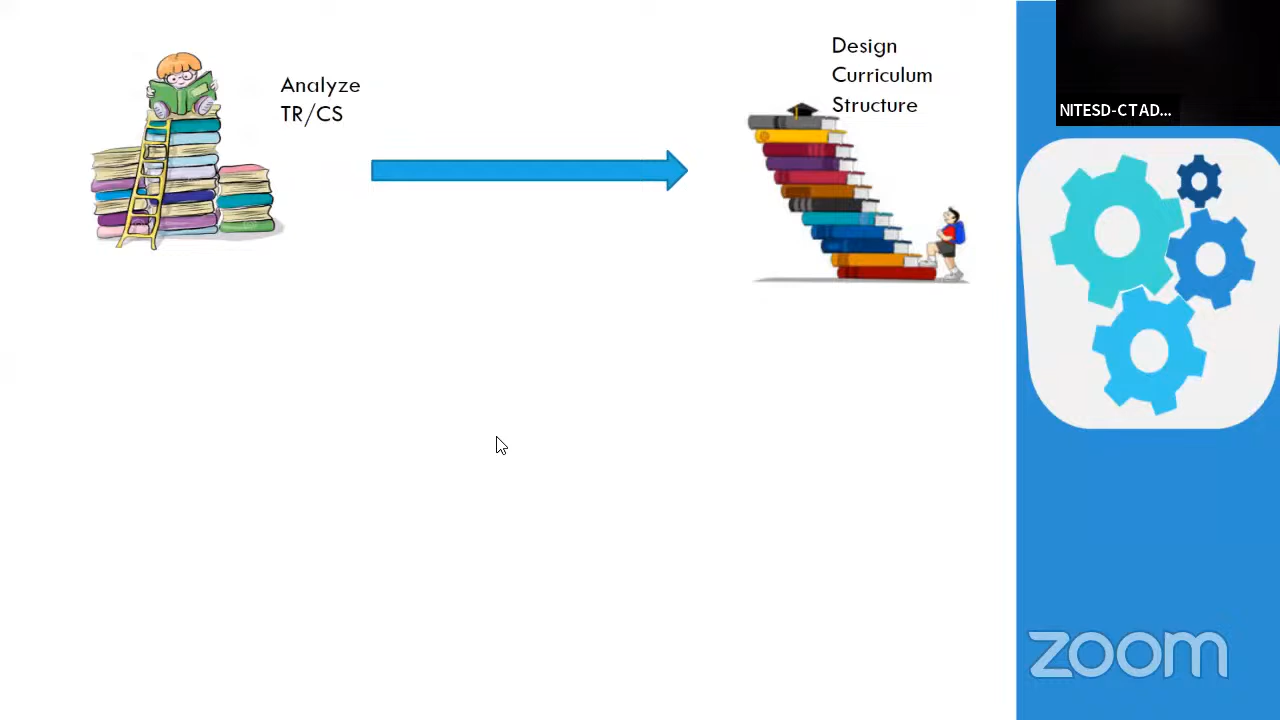 Analyze
TR/CS
Design
Curriculum
Structure
NITESD-CTAD...
zoom